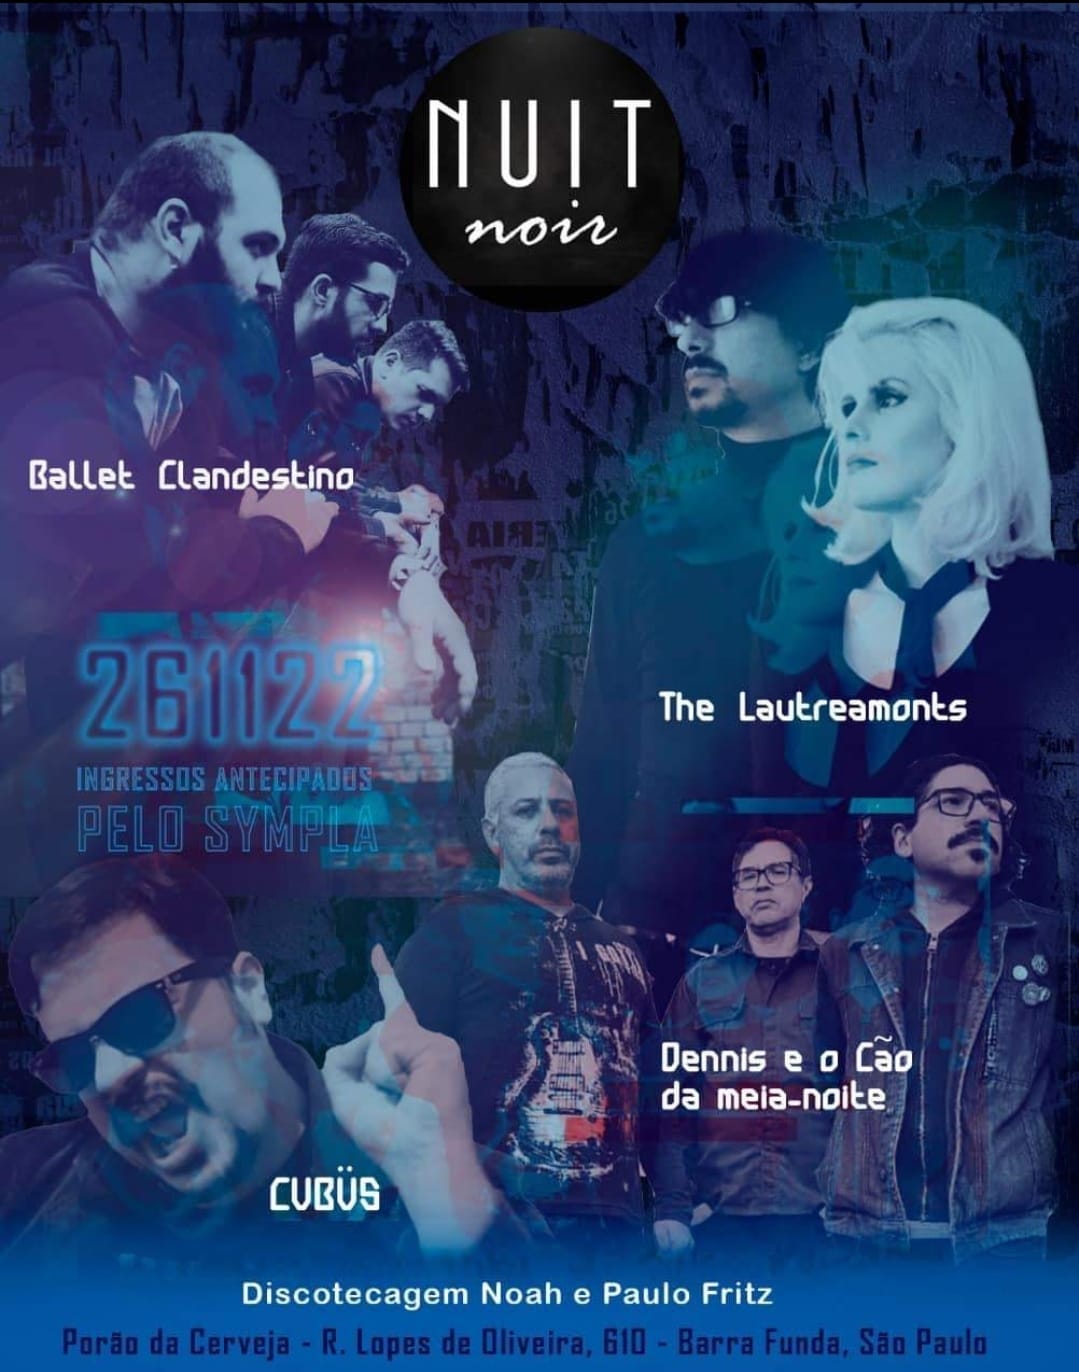 NUIT
noir
Ballet Clandestino
261122
INGRESSOS ANTECIPADOS
PELO SYMPLA
The Lautreamonts
Dennis e o Cão
da meia-noite
CVBÜS
Discotecagem Noah e Paulo Fritz
Porão da Cerveja - R. Lopes de Oliveira, 610 - Barra Funda, São Paulo